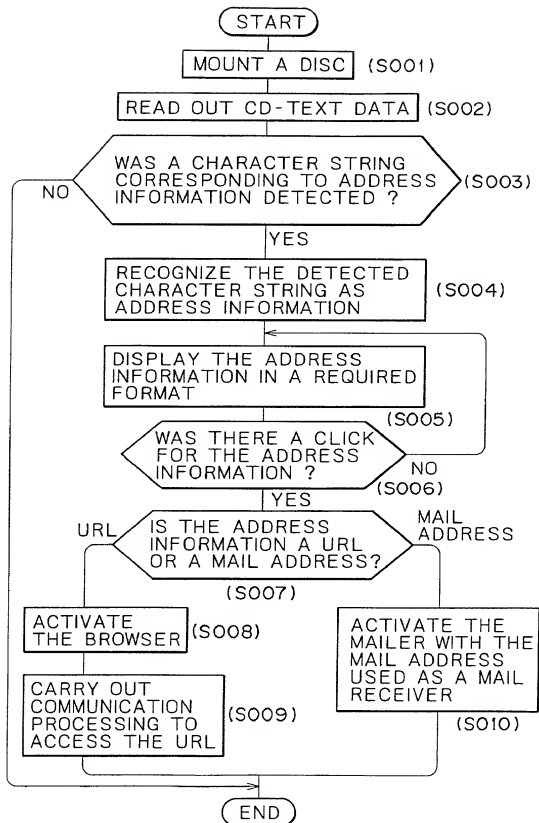 START
MOUNT A DISC (S001)
READ OUT CD-TEXT DATA (S002)
WAS A CHARACTER STRING
CORRESPONDING TO ADDRESS
INFORMATION DETECTED ?
(S003)
NO
YES
RECOGNIZE THE DETECTED
CHARACTER STRING AS
ADDRESS INFORMATION
(S004)
DISPLAY THE ADDRESS
INFORMATION IN A REQUIRED
FORMAT
(S005)
WAS THERE A CLICK
FOR THE ADDRESS
INFORMATION ?
NO
(S006)
YES
IS THE ADDRESS
INFORMATION A URL
OR A MAIL ADDRESS?
URL
MAIL
ADDRESS
(S007)
ACTIVATE
THE BROWSER
(S008)
CARRY OUT
COMMUNICATION
PROCESSING TO
ACCESS THE URL
(S009)
ACTIVATE THE
MAILER WITH THE
MAIL ADDRESS
USED AS A MAIL
RECEIVER
(S010)
END